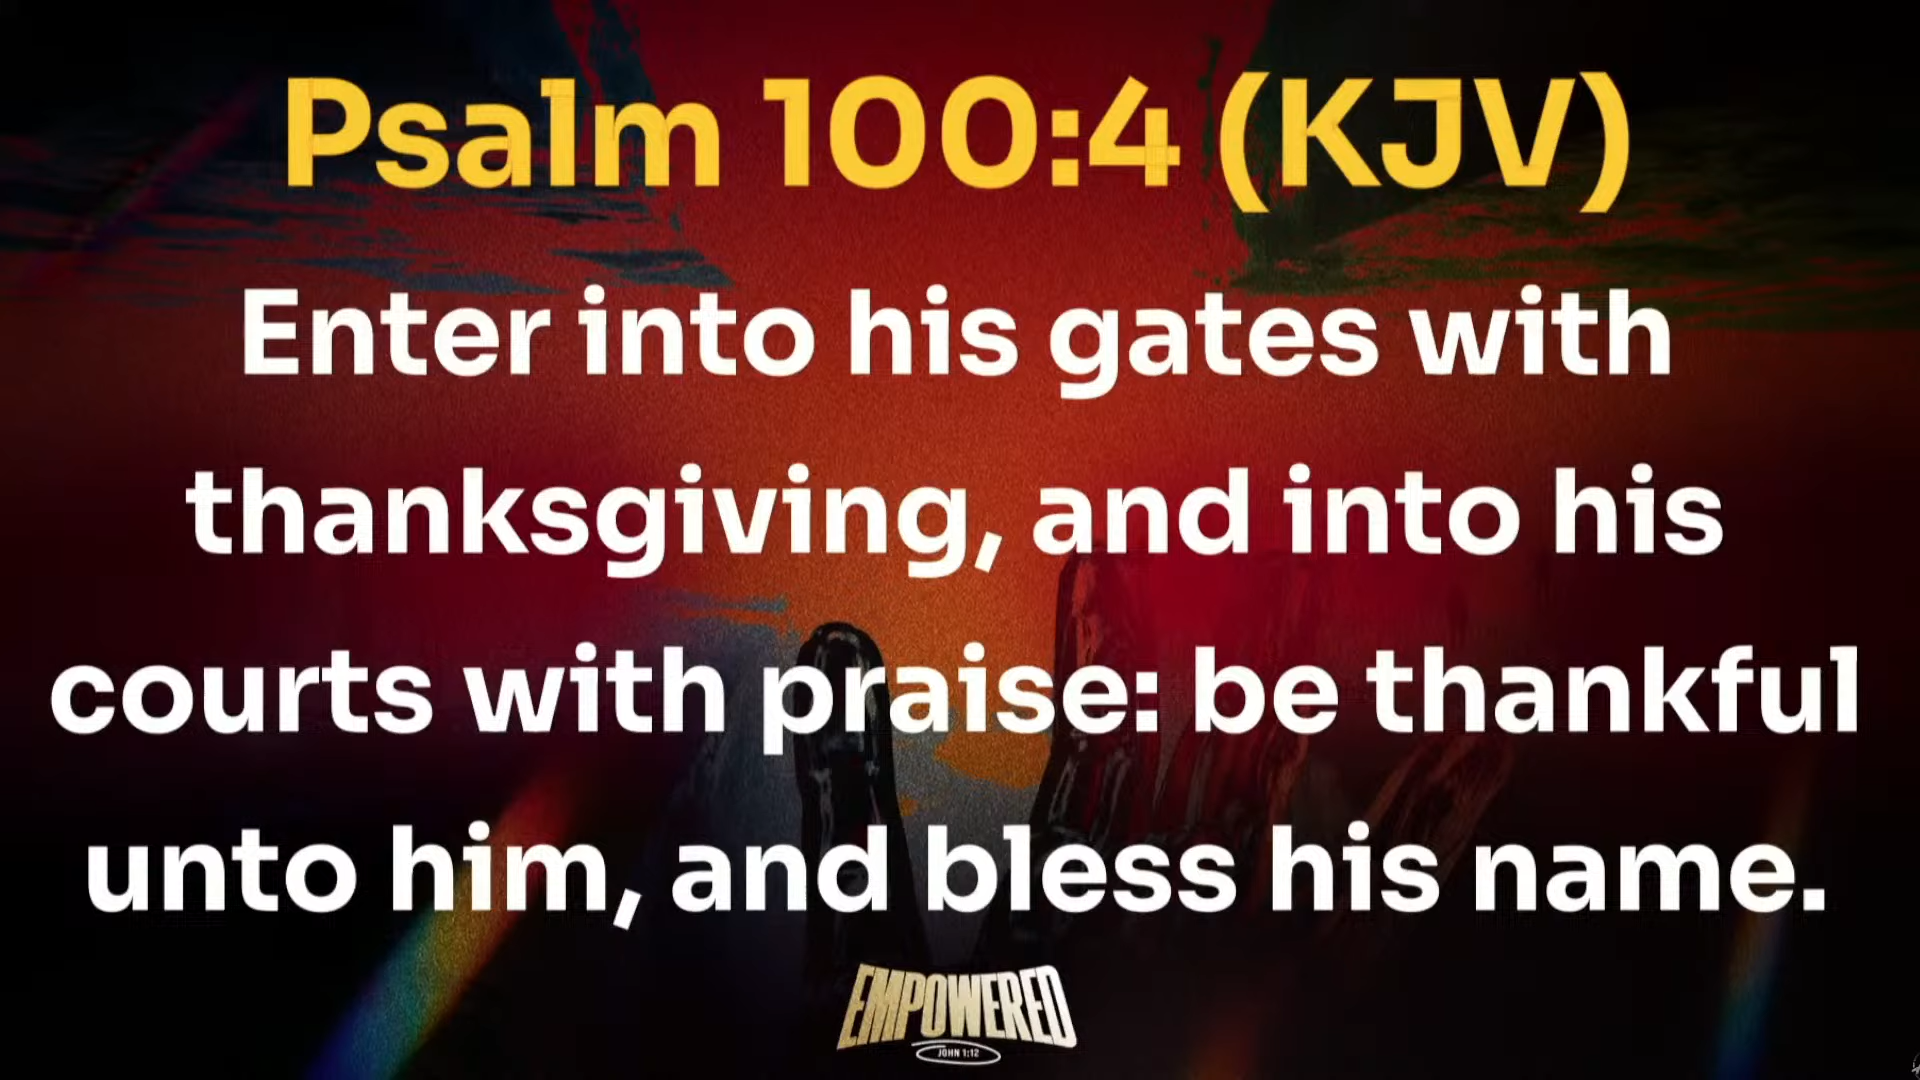 Psalm 100:4 (KJV)
Enter into his gates with
thanksgiving, and into his
courts with praise: be thankful
unto him, and bless his name.
EMPOWERED
JOHN 1:12